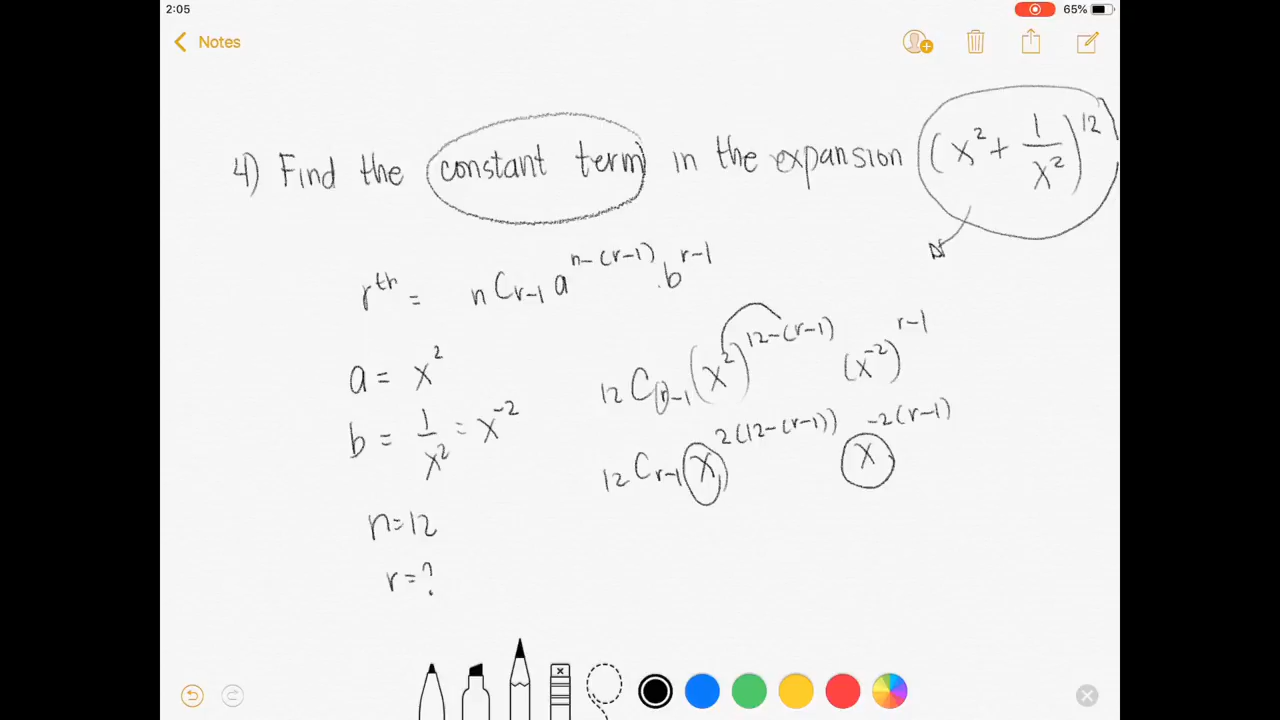 2:05 65%
Notes
4) Find the constant term in the expansion (x² + 1/x²)¹²
rᵗʰ = nCᵣ₋₁ a^(n-(r-1)) . b^(r-1)
a = x²
12Cᵣ₋₁ (x²)^(12-(r-1)) (x⁻²)^(r-1)
b = 1/x² = x⁻²
12Cᵣ₋₁ (x)^(2(12-(r-1))) x^(-2(r-1))
n=12
r=?